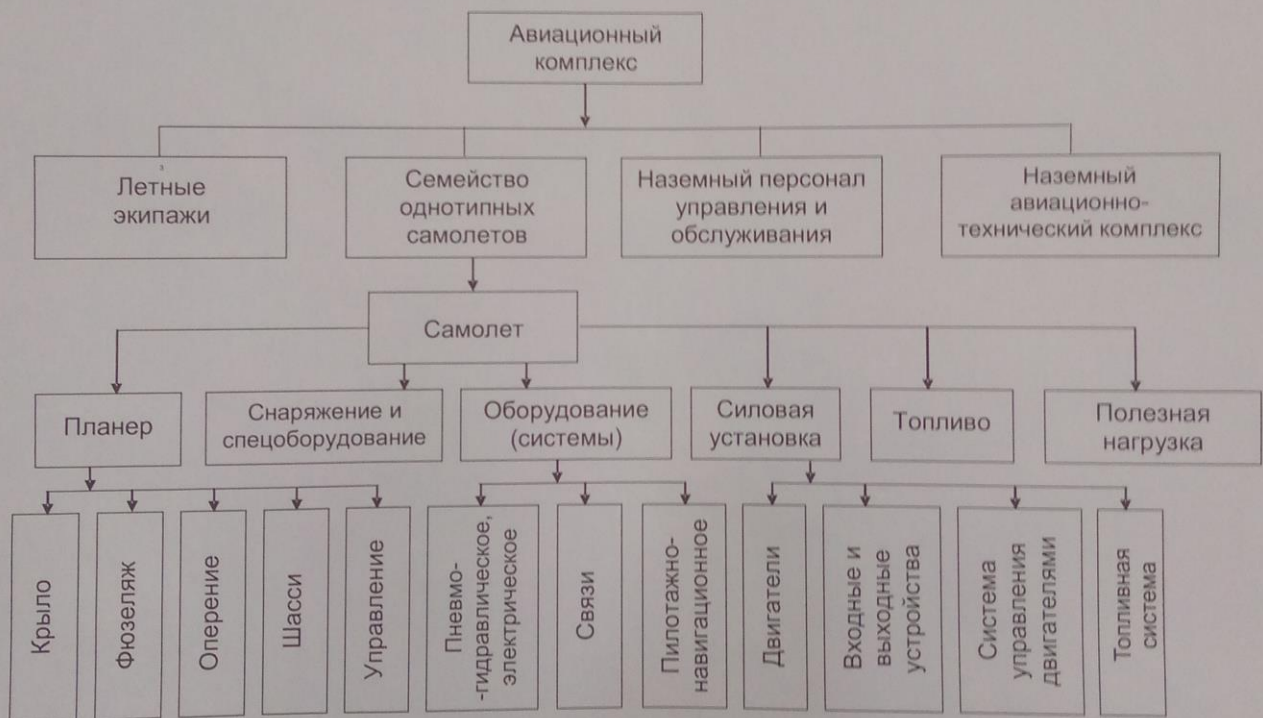 Авиационный
комплекс
Летные
экипажи
Семейство
однотипных
самолетов
Наземный персонал
управления и
обслуживания
Наземный
авиационно-
технический комплекс
Самолет
Планер
Снаряжение и
спецоборудование
Оборудование
(системы)
Силовая
установка
Топливо
Полезная
нагрузка
Крыло
Фюзеляж
Оперение
Шасси
Управление
Пневмо-
-гидравлическое,
электрическое
Связи
Пилотажно-
навигационное
Двигатели
Входные и
выходные
устройства
Система
управления
двигателями
Топливная
система